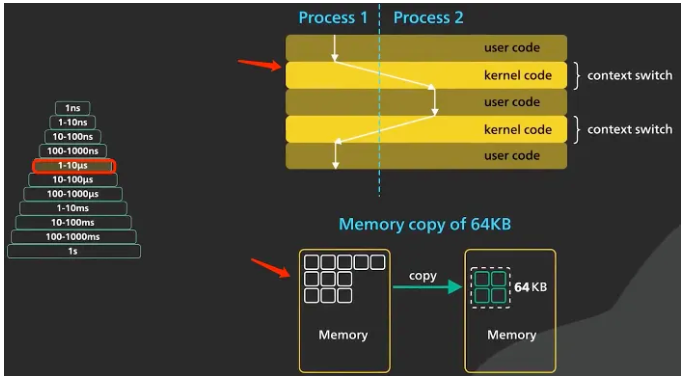 Process 1 Process 2
user code
kernel code
context switch
user code
kernel code
context switch
user code
1ns
1-10ns
10-100ns
100-1000ns
1-10µs
10-100µs
100-1000µs
1-10ms
10-100ms
100-1000ms
1s
Memory copy of 64KB
copy
64 KB
Memory
Memory